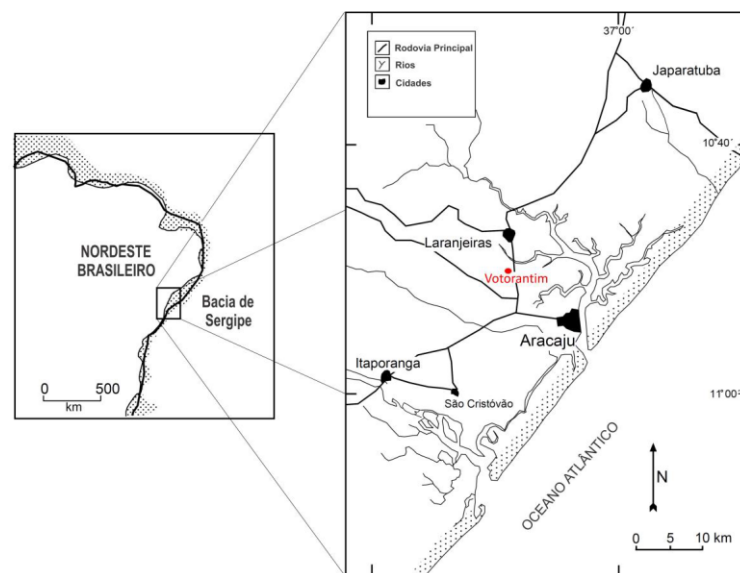 NORDESTE
BRASILEIRO
Bacia de
Sergipe
0 500
km
Rodovia Principal
Rios
Cidades
37°00´
Japaratuba
10°40´
Laranjeiras
Votorantim
Aracaju
Itaporanga
São Cristóvão
11°00´
OCEANO ATLÂNTICO
N
0 5 10 km